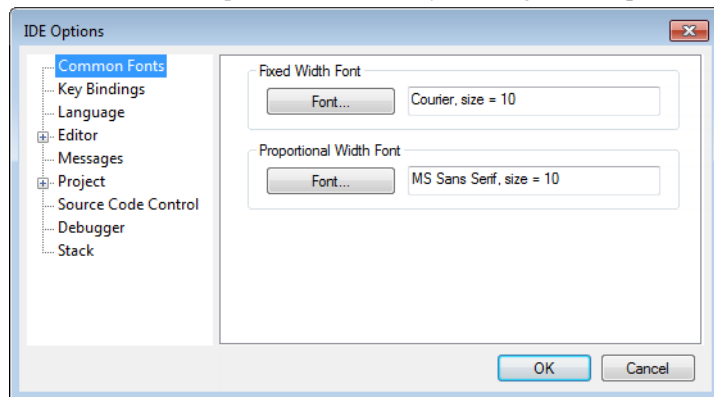 IDE Options
Common Fonts
Key Bindings
Language
Editor
Messages
Project
Source Code Control
Debugger
Stack
Fixed Width Font
Font...
Courier, size = 10
Proportional Width Font
Font...
MS Sans Serif, size = 10
OK
Cancel